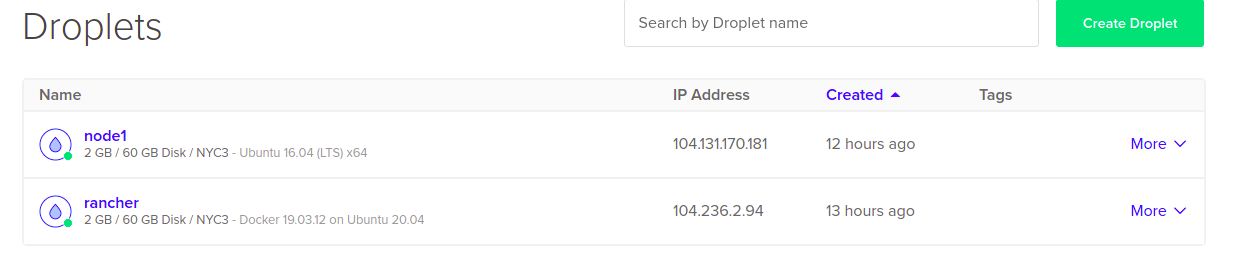 Droplets
Search by Droplet name
Create Droplet
Name IP Address Created Tags
node1
2 GB / 60 GB Disk / NYC3 - Ubuntu 16.04 (LTS) x64
104.131.170.181 12 hours ago More
rancher
2 GB / 60 GB Disk / NYC3 - Docker 19.03.12 on Ubuntu 20.04
104.236.2.94 13 hours ago More